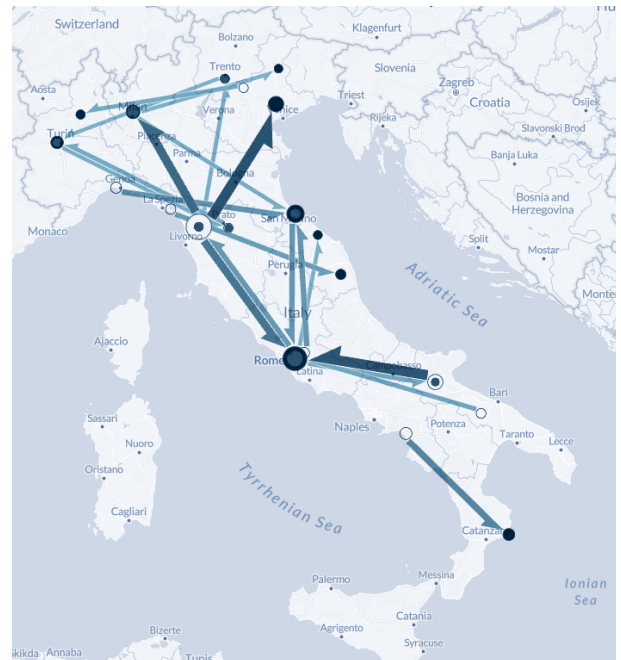 Switzerland
Klagenfurt
Bolzano
Trento
Slovenia
Aosta
Zagreb
Croatia
Osijek
Milan
Verona
Triest
Rijeka
Turin
Piacenza
Parma
Slavonski Brod
Banja Luka
Bologna
Genoa
La Spezia
Prato
San Marino
Bosnia and
Herzegovina
Monaco
Livorno
Split
Mostar
Perugia
Adriatic Sea
Italy
Ajaccio
Rome
Latina
Campobasso
Bari
Sassari
Naples
Potenza
Taranto
Lecce
Nuoro
Oristano
Tyrrhenian Sea
Cagliari
Catanzar
Messina
Palermo
Ionian
Sea
Catania
Agrigento
Syracuse
Bizerte
Skikda
Annaba
Tunis